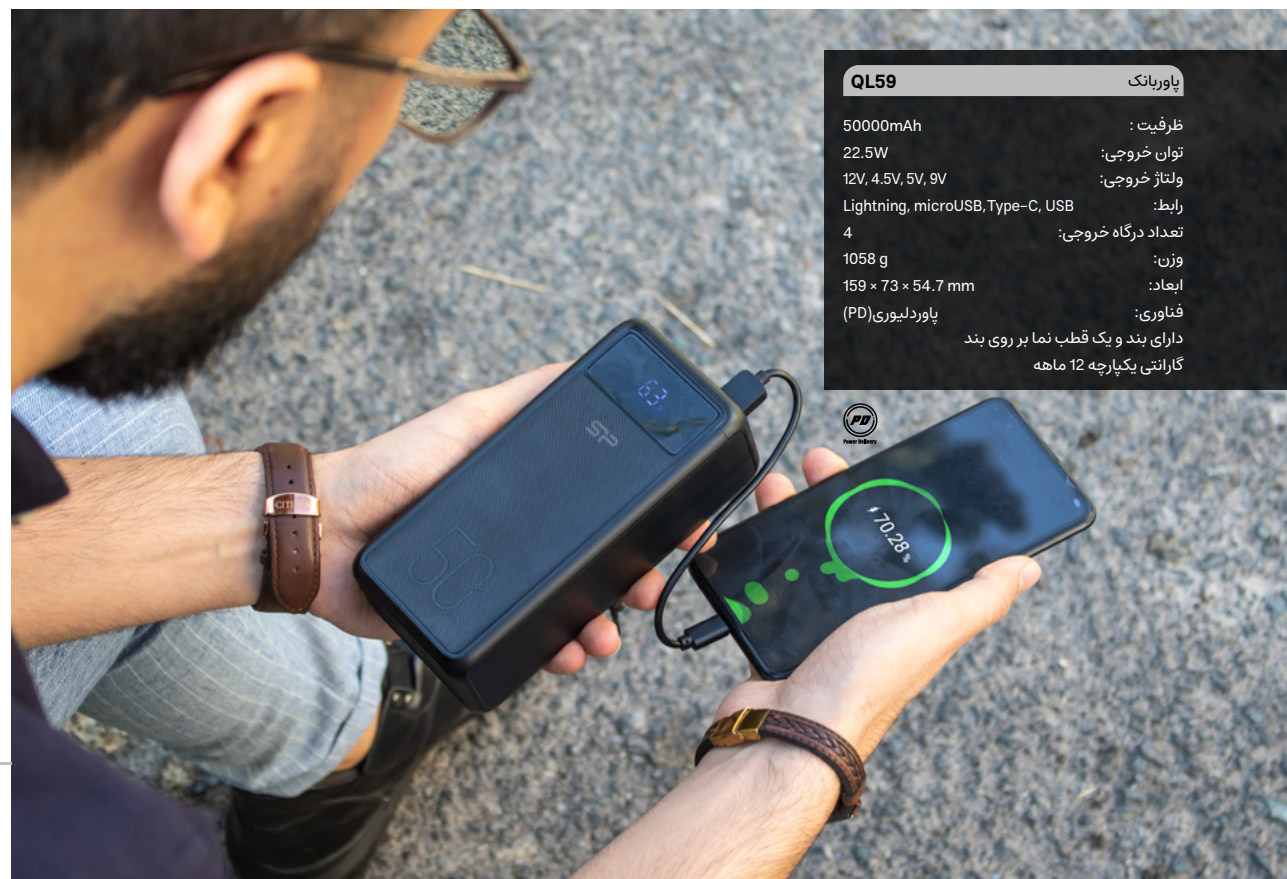 پاوربانک QL59
ظرفیت : 50000mAh
توان خروجی: 22.5W
ولتاژ خروجی: 12V, 4.5V, 5V, 9V
رابط: Lightning, microUSB,Type-C, USB
تعداد درگاه خروجی: 4
وزن: 1058 g
ابعاد: 159 × 73 × 54.7 mm
فناوری: پاوردلیوری(PD)
دارای بند و یک قطب نما بر روی بند
گارانتی یکپارچه 12 ماهه
PD
Power Delivery
63
SP
50
70.28%
CITI